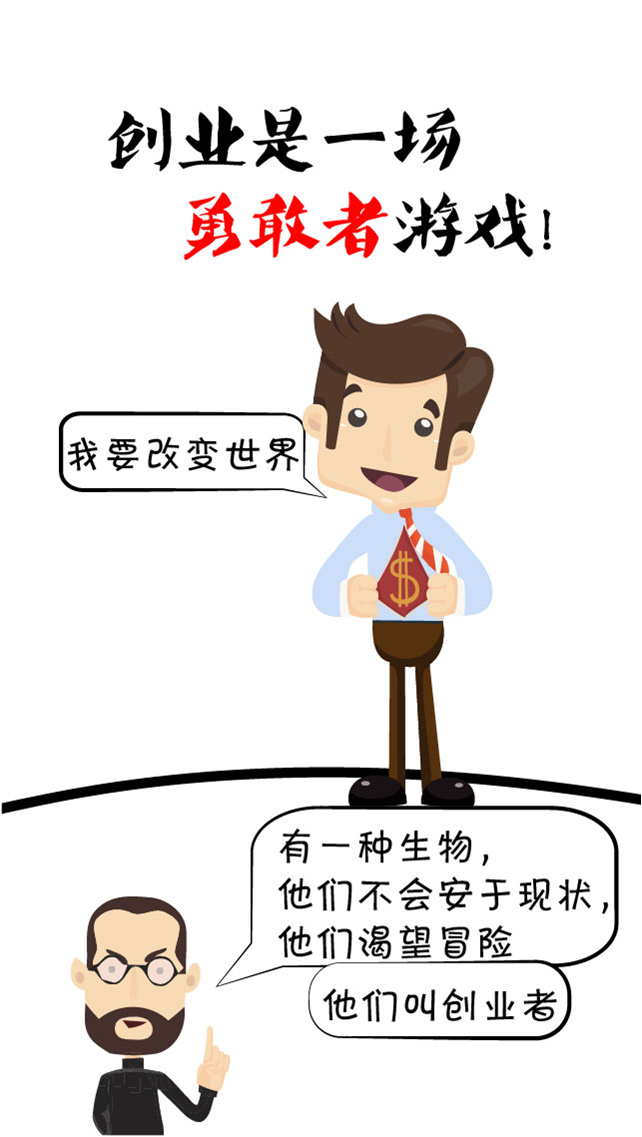 创业是一场
勇敢者游戏!
我要改变世界
$
有一种生物，
他们不会安于现状，
他们渴望冒险
他们叫创业者